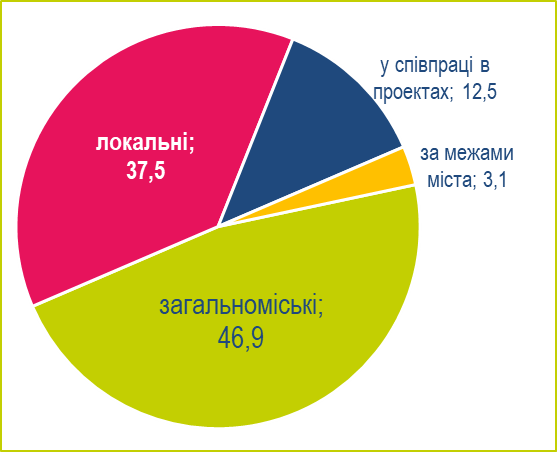 у співпраці в
проектах; 12,5
локальні;
37,5
за межами
міста; 3,1
загальноміські;
46,9